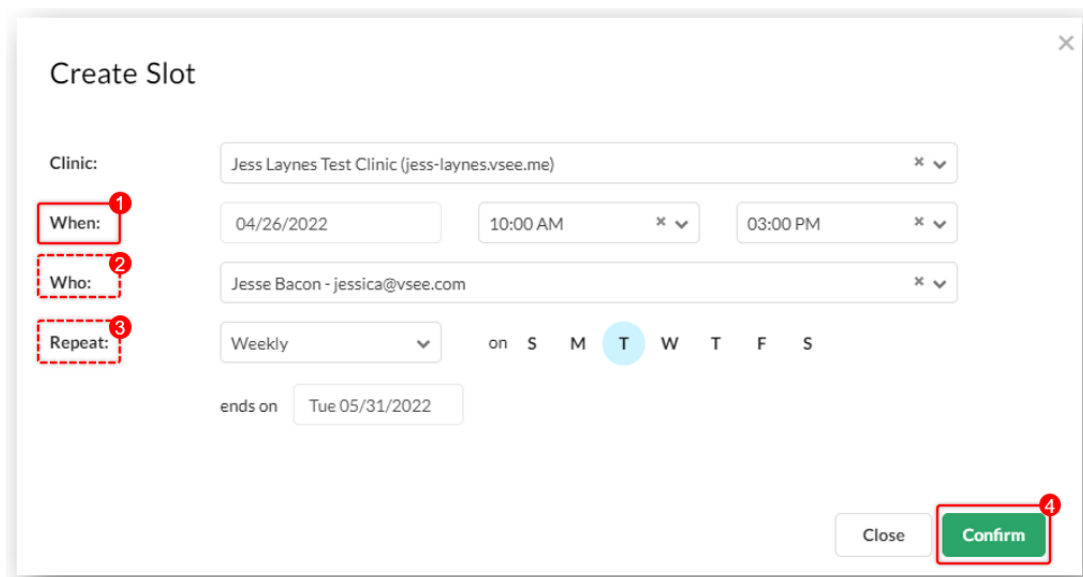 ×
Create Slot
Clinic: Jess Laynes Test Clinic (jess-laynes.vsee.me) ×
1
When: 04/26/2022 10:00 AM × 03:00 PM ×
2
Who: Jesse Bacon - jessica@vsee.com ×
3
Repeat: Weekly on S M T W T F S
ends on Tue 05/31/2022
4
Close Confirm